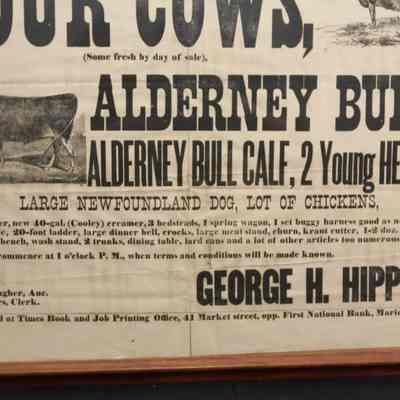 OUR COWS,
(Some fresh by day of sale),
ALDERNEY BU
ALDERNEY BULL CALF, 2 Young HE
LARGE NEWFOUNDLAND DOG, LOT OF CHICKENS,
er, new 40-gal. (Cooley) creamer, 3 bedsteads, 1 spring wagon, 1 set buggy harness good as n
e, 20-foot ladder, large dinner bell, crocks, large meat stand, churn, kraut cutter, 1-2 doz.
bench, wash stand, 2 trunks, dining table, lard cans and a lot of other articles too numerous
commence at 1 o'clock P. M., when terms and conditions will be made known.
GEORGE H. HIPP
agher, Auc.
rs, Clerk.
d at Times Book and Job Printing Office, 41 Market street, opp. First National Bank, Marie